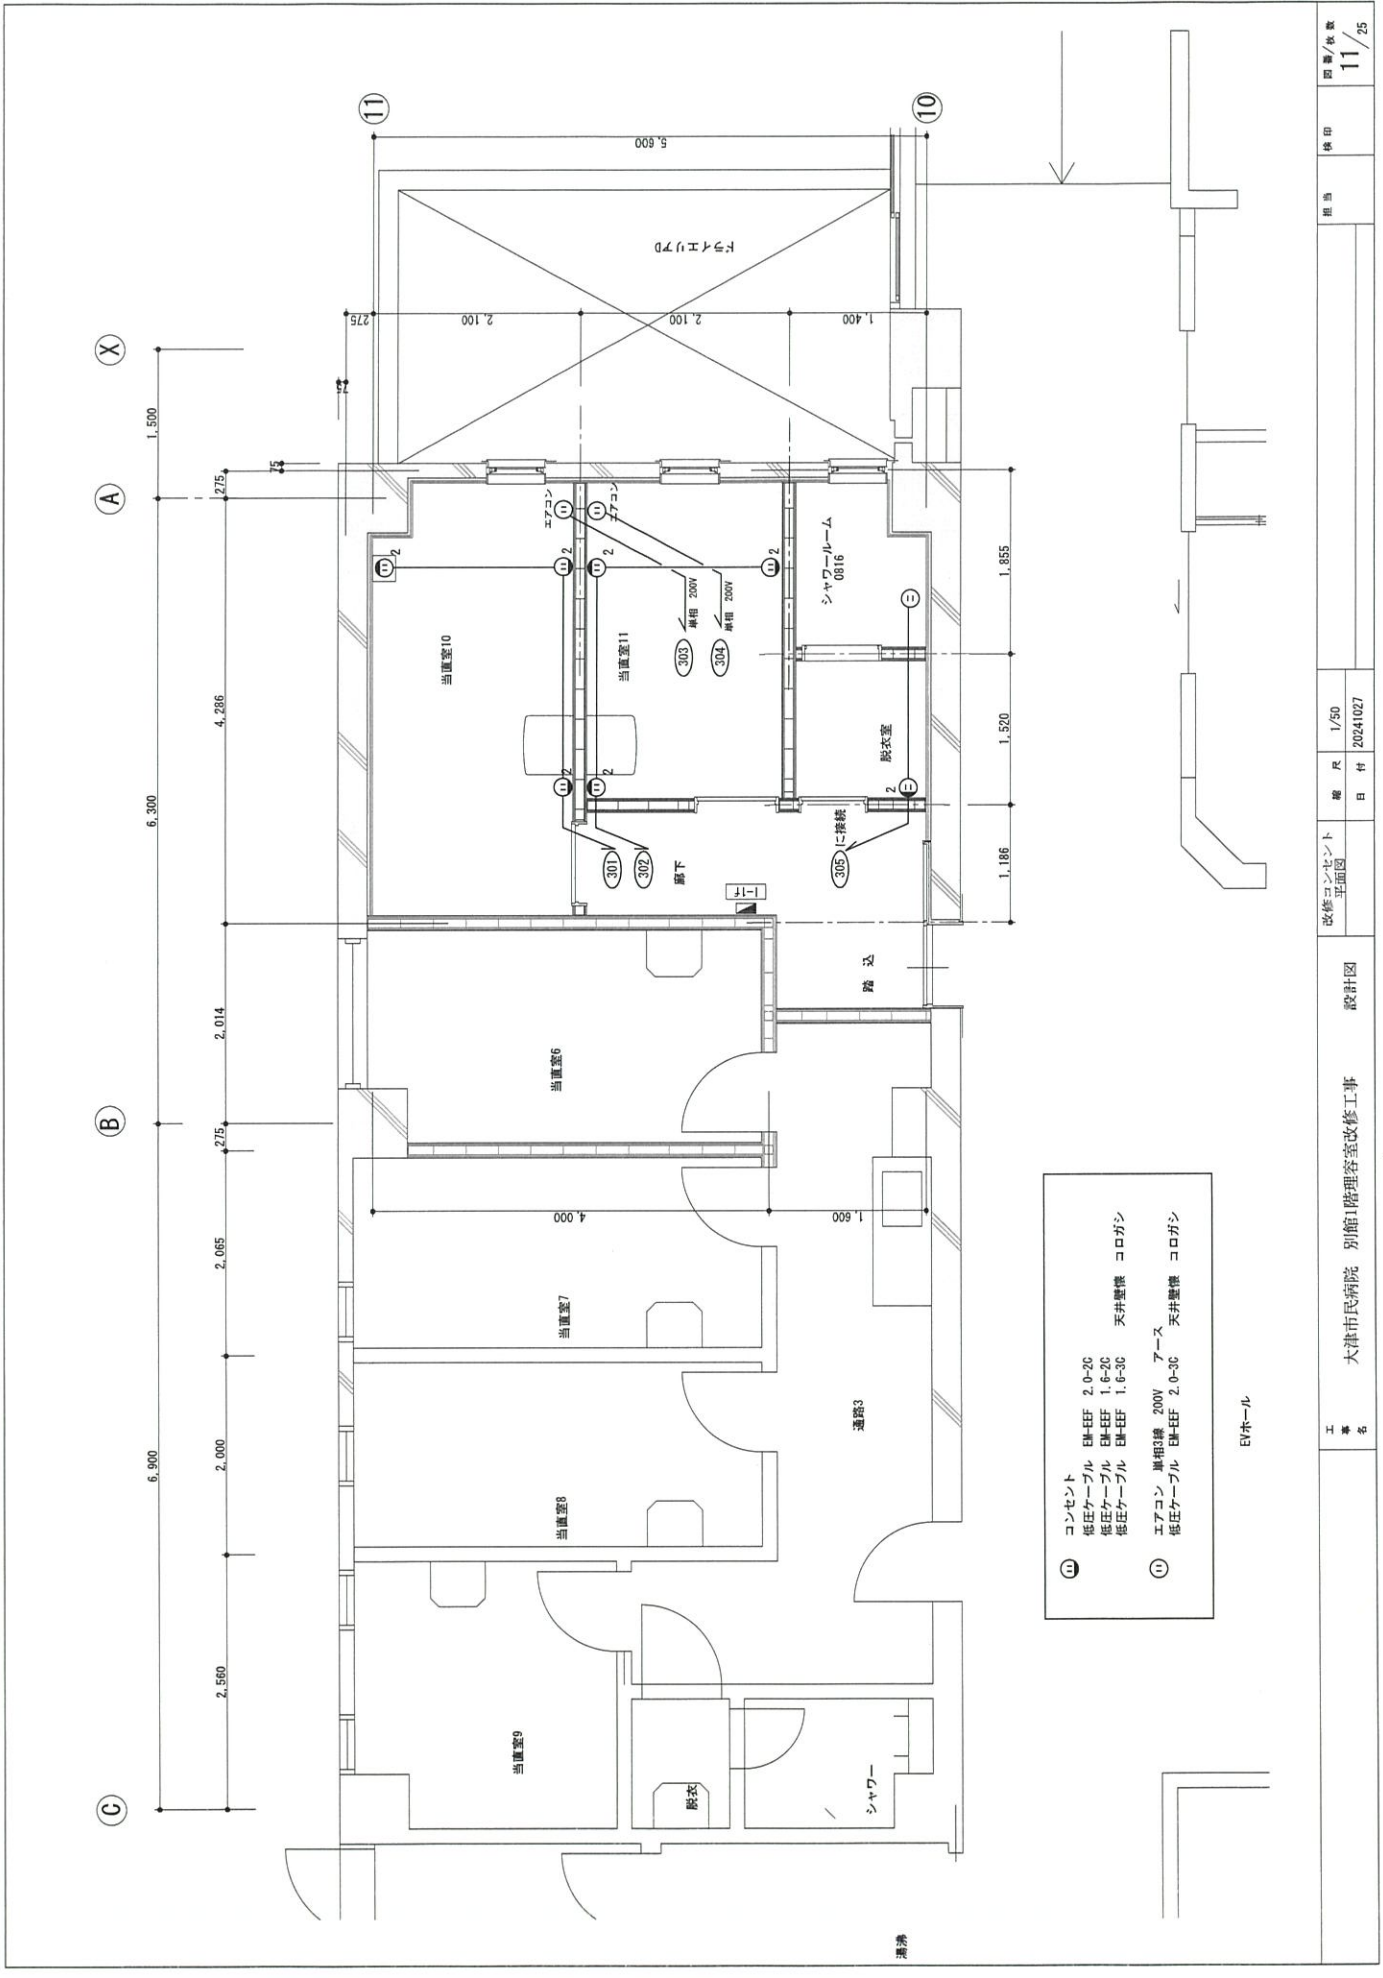 C
B
A
X
6,900
6,300
1,500
2,560
2,000
2,065
275
2,014
4,286
275
75
75
275
2,100
2,100
1,400
5,600
11
10
ドライエリアD
当直室9
当直室8
当直室7
当直室6
当直室10
当直室11
エアコン
エアコン
2
2
2
2
2
2
2
単相 200V
単相 200V
303
304
301
302
305 に接続
廊下
I-1f
踏 込
シャワールーム
0816
脱衣室
1,186
1,520
1,855
4,000
1,600
通路3
脱衣
シャワー
湯沸
EVホール
コンセント
低圧ケーブル EM-EEF 2.0-2C
低圧ケーブル EM-EEF 1.6-2C
低圧ケーブル EM-EEF 1.6-3C 天井壁懐 コロガシ
エアコン 単相3線 200V アース
低圧ケーブル EM-EEF 2.0-3C 天井壁懐 コロガシ
工事名
大津市民病院 別館1階理容室改修工事 設計図
改修コンセント
平面図
縮 尺
1/50
日 付
20241027
担 当
検 印
図番/枚数
11/25